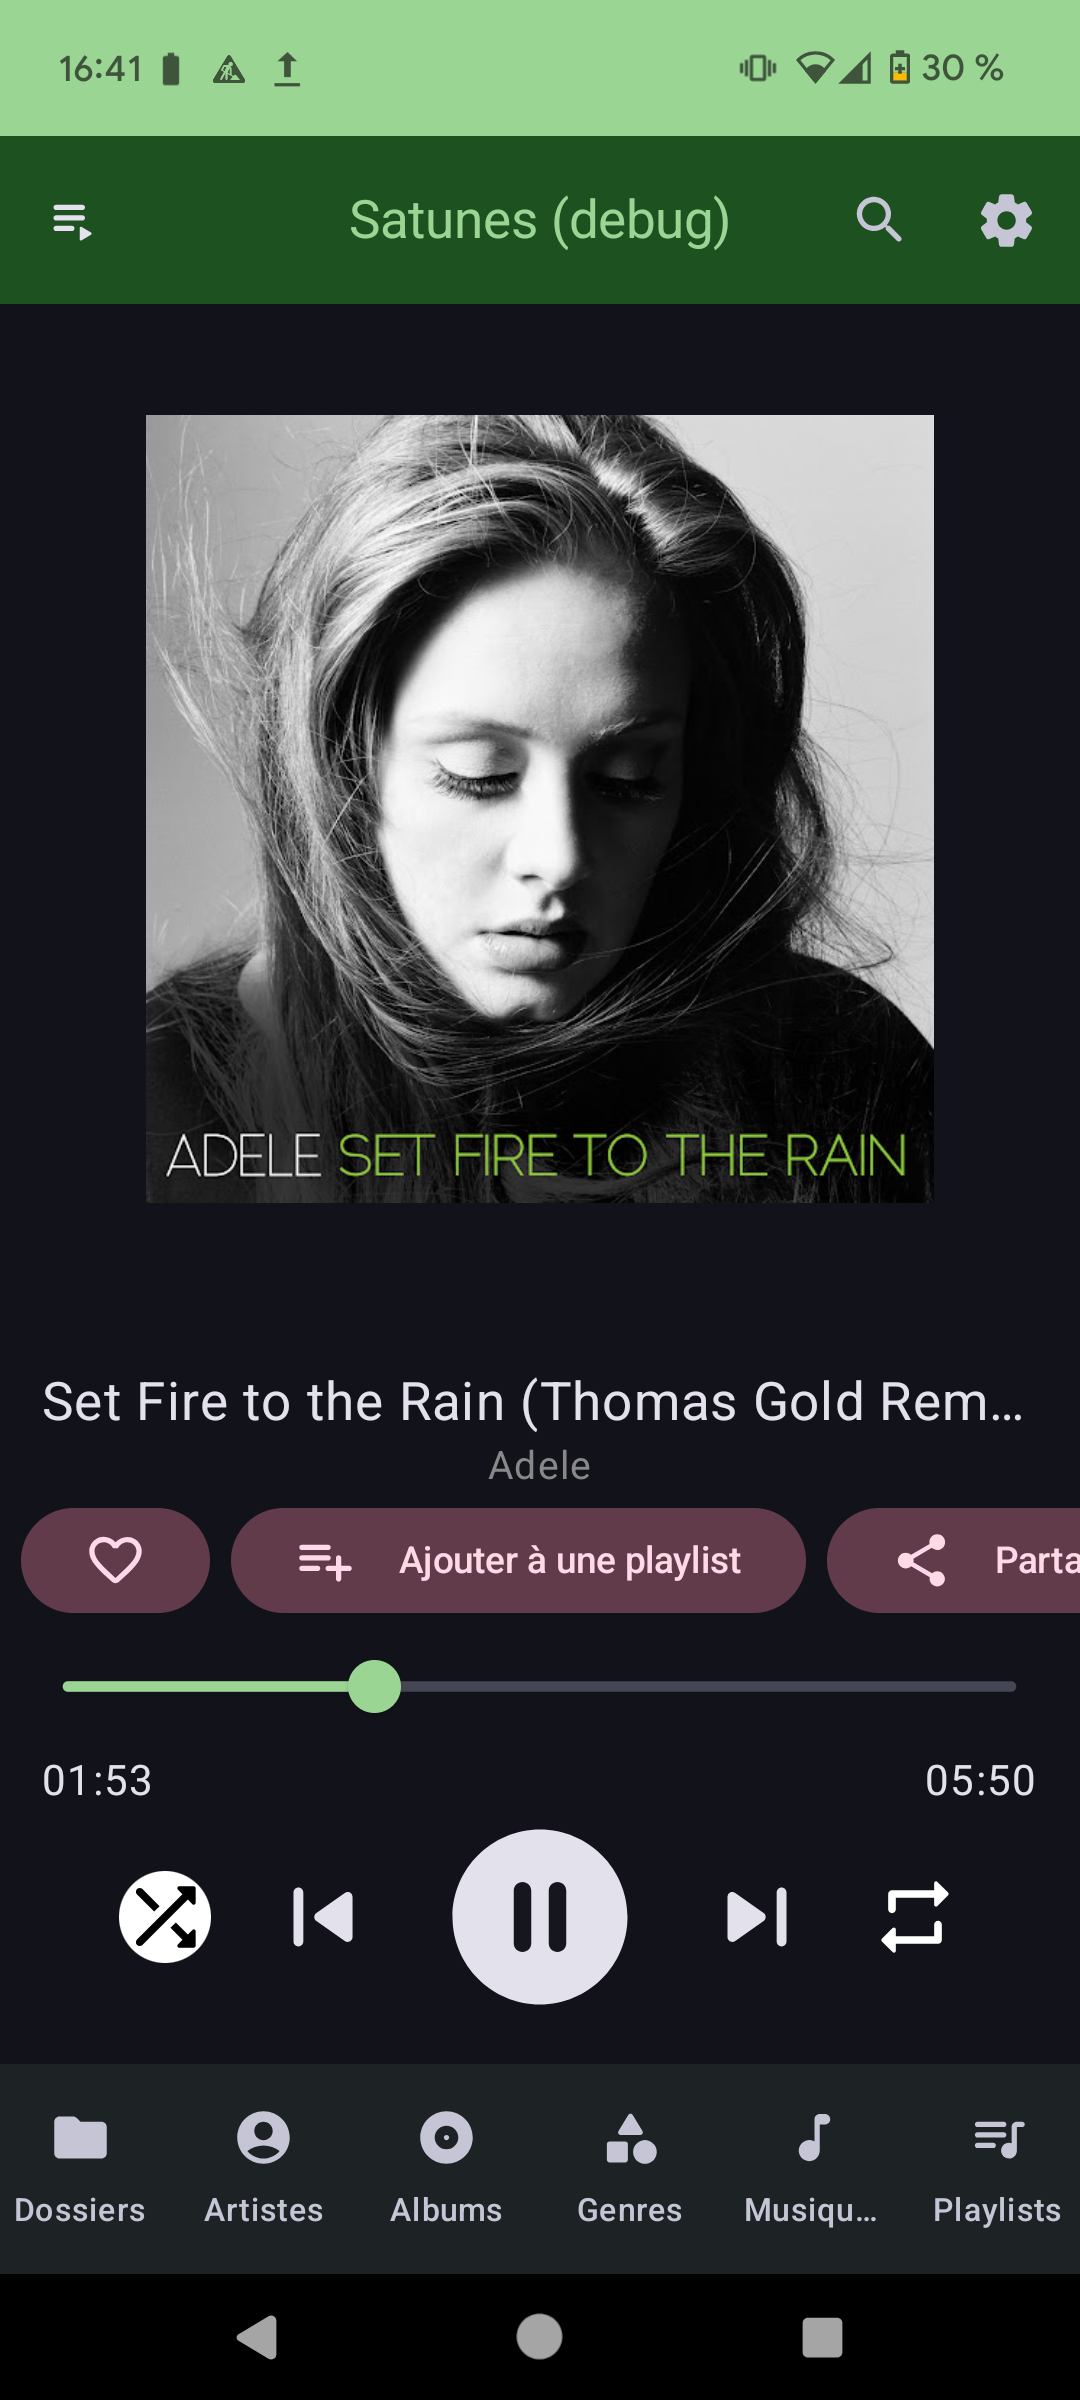 16:41 30 %
Satunes (debug)
ADELE SET FIRE TO THE RAIN
Set Fire to the Rain (Thomas Gold Rem…
Adele
Ajouter à une playlist Parta
01:53 05:50
Dossiers Artistes Albums Genres Musiqu… Playlists